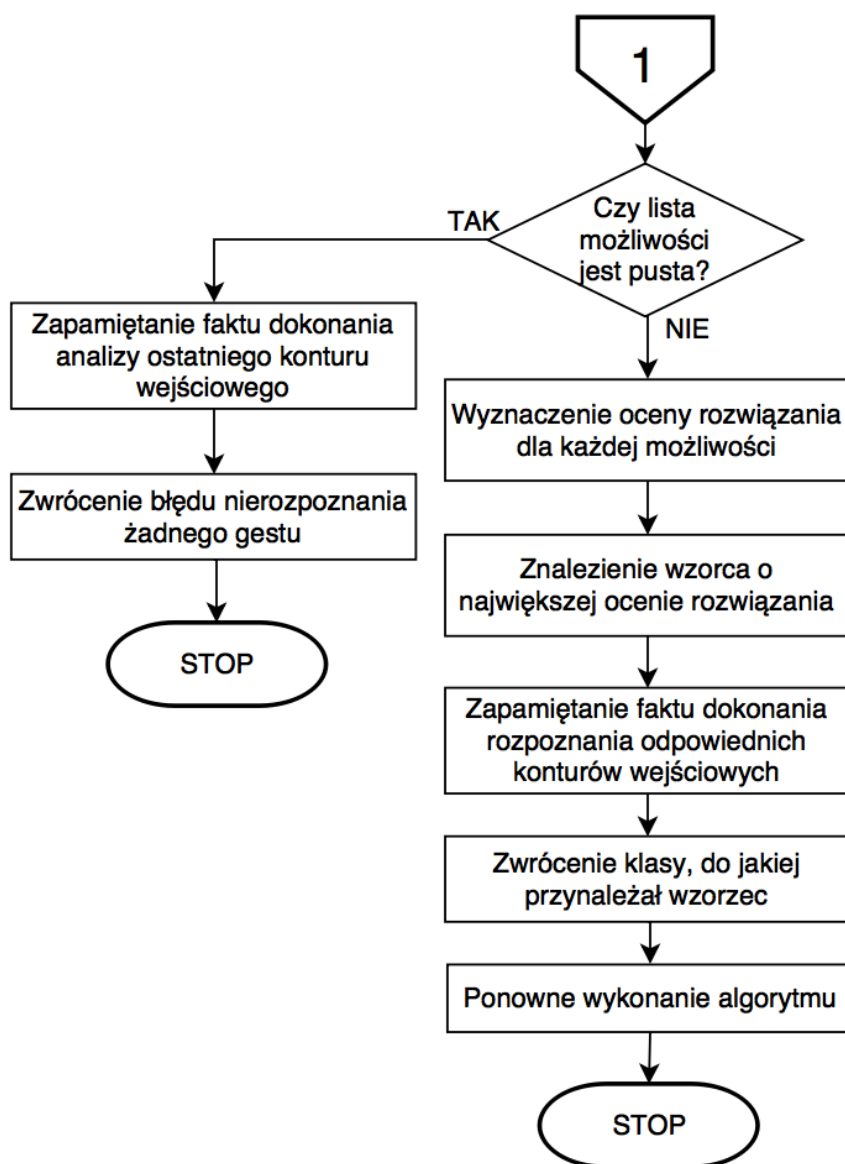 1
Czy lista
możliwości
jest pusta?
TAK
NIE
Zapamiętanie faktu dokonania
analizy ostatniego konturu
wejściowego
Zwrócenie błędu nierozpoznania
żadnego gestu
STOP
Wyznaczenie oceny rozwiązania
dla każdej możliwości
Znalezienie wzorca o
największej ocenie rozwiązania
Zapamiętanie faktu dokonania
rozpoznania odpowiednich
konturów wejściowych
Zwrócenie klasy, do jakiej
przynależał wzorzec
Ponowne wykonanie algorytmu
STOP